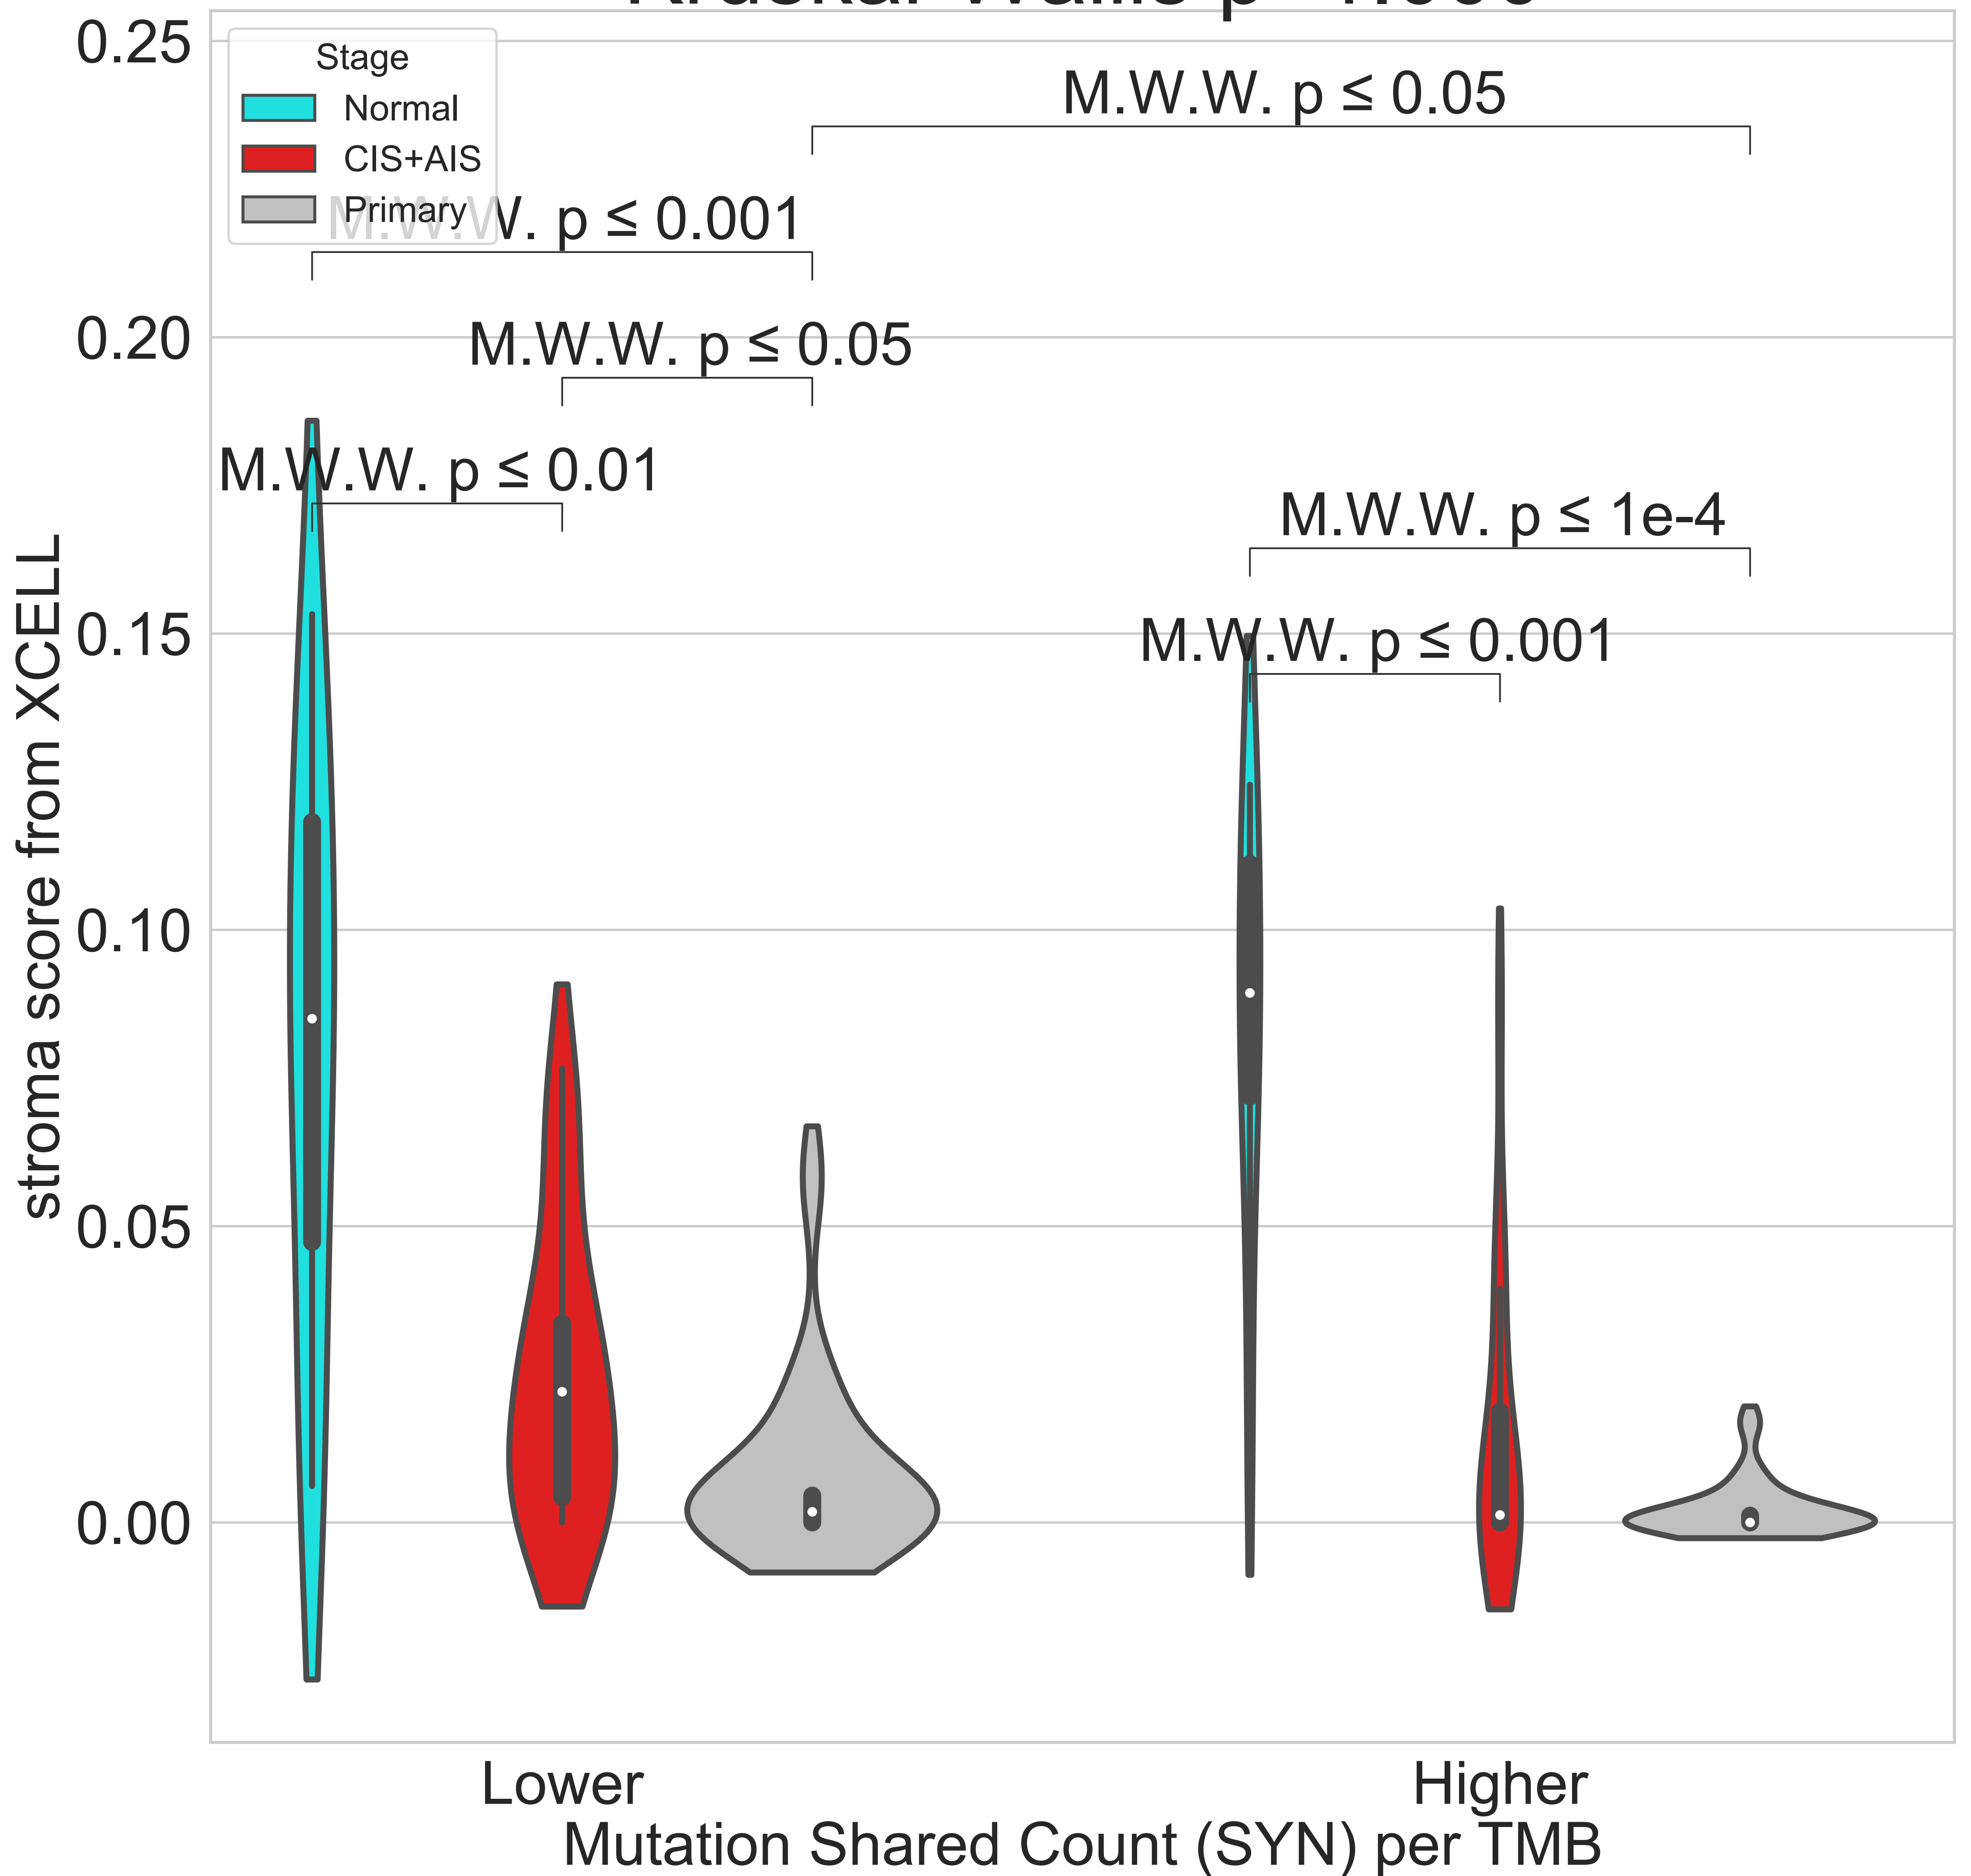 0.25
Stage
Normal
CIS+AIS
Primary
M.W.W. p ≤ 0.05
M.W.W. p ≤ 0.001
0.20
M.W.W. p ≤ 0.05
M.W.W. p ≤ 0.01
M.W.W. p ≤ 1e-4
0.15
M.W.W. p ≤ 0.001
0.10
0.05
0.00
stroma score from XCELL
Lower
Higher
Mutation Shared Count (SYN) per TMB